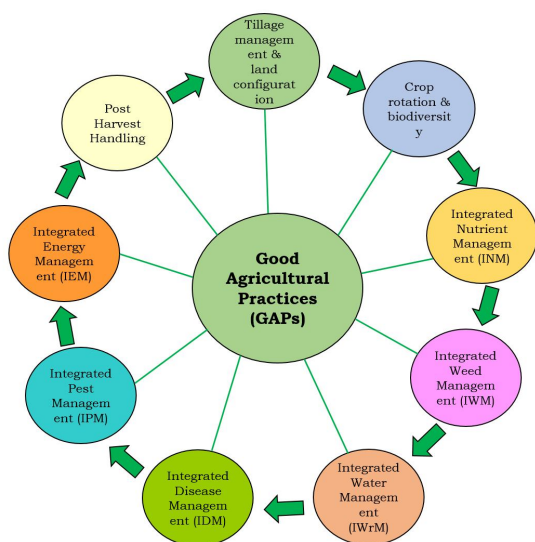 Tillage
managem
ent &
land
configurat
ion
Crop
rotation &
biodiversit
y
Integrated
Nutrient
Managem
ent (INM)
Integrated
Weed
Managem
ent (IWM)
Integrated
Water
Managem
ent
(IWrM)
Integrated
Disease
Managem
ent (IDM)
Integrated
Pest
Managem
ent (IPM)
Integrated
Energy
Managem
ent (IEM)
Post
Harvest
Handling
Good
Agricultural
Practices
(GAPs)